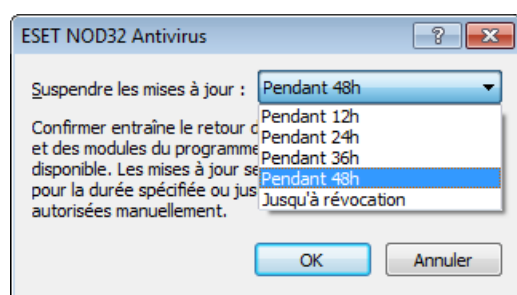 ESET NOD32 Antivirus
Suspendre les mises à jour : Pendant 48h
Pendant 12h
Pendant 24h
Pendant 36h
Pendant 48h
Jusqu'à révocation
Confirmer entraîne le retour
et des modules du programme
disponible. Les mises à jour
pour la durée spécifiée ou
autorisées manuellement.
OK Annuler